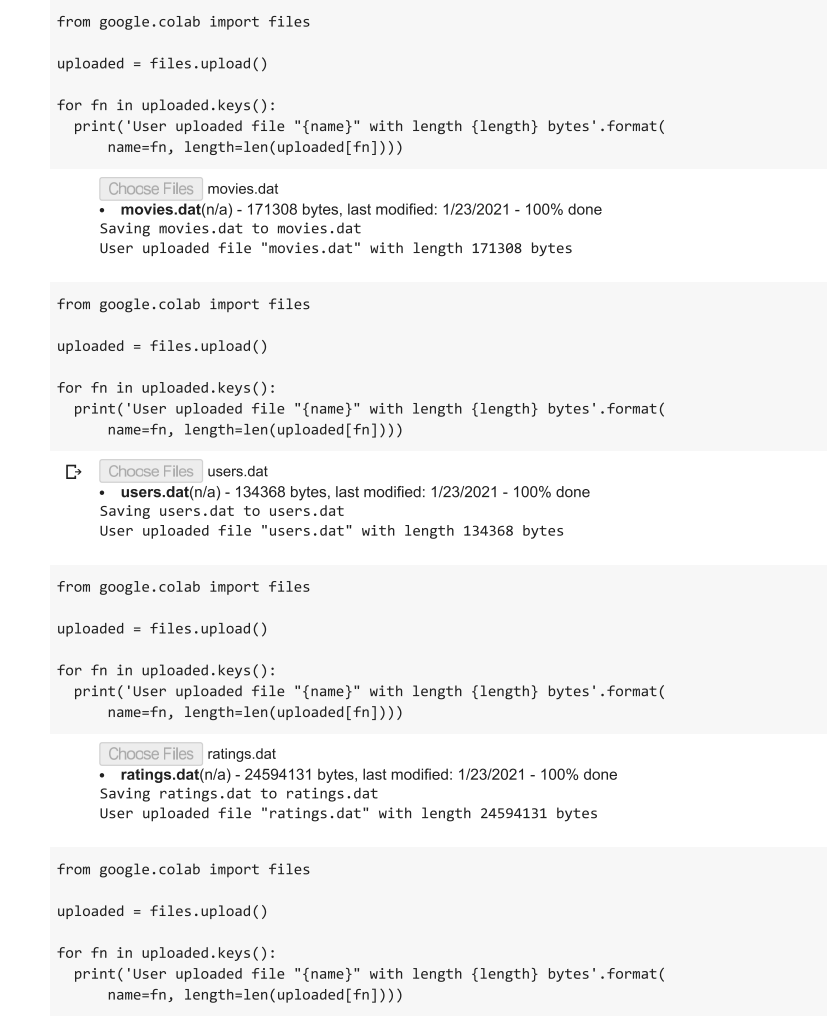 from google.colab import files
uploaded = files.upload()
for fn in uploaded.keys():
  print('User uploaded file "{name}" with length {length} bytes'.format(
      name=fn, length=len(uploaded[fn])))
Choose Files movies.dat
• movies.dat(n/a) - 171308 bytes, last modified: 1/23/2021 - 100% done
Saving movies.dat to movies.dat
User uploaded file "movies.dat" with length 171308 bytes
from google.colab import files
uploaded = files.upload()
for fn in uploaded.keys():
  print('User uploaded file "{name}" with length {length} bytes'.format(
      name=fn, length=len(uploaded[fn])))
Choose Files users.dat
• users.dat(n/a) - 134368 bytes, last modified: 1/23/2021 - 100% done
Saving users.dat to users.dat
User uploaded file "users.dat" with length 134368 bytes
from google.colab import files
uploaded = files.upload()
for fn in uploaded.keys():
  print('User uploaded file "{name}" with length {length} bytes'.format(
      name=fn, length=len(uploaded[fn])))
Choose Files ratings.dat
• ratings.dat(n/a) - 24594131 bytes, last modified: 1/23/2021 - 100% done
Saving ratings.dat to ratings.dat
User uploaded file "ratings.dat" with length 24594131 bytes
from google.colab import files
uploaded = files.upload()
for fn in uploaded.keys():
  print('User uploaded file "{name}" with length {length} bytes'.format(
      name=fn, length=len(uploaded[fn])))